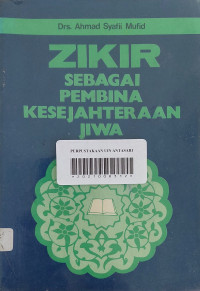 Drs. Ahmad Syafii Mufid
ZIKIR
SEBAGAI
PEMBINA
KESEJAHTERAAN
JIWA